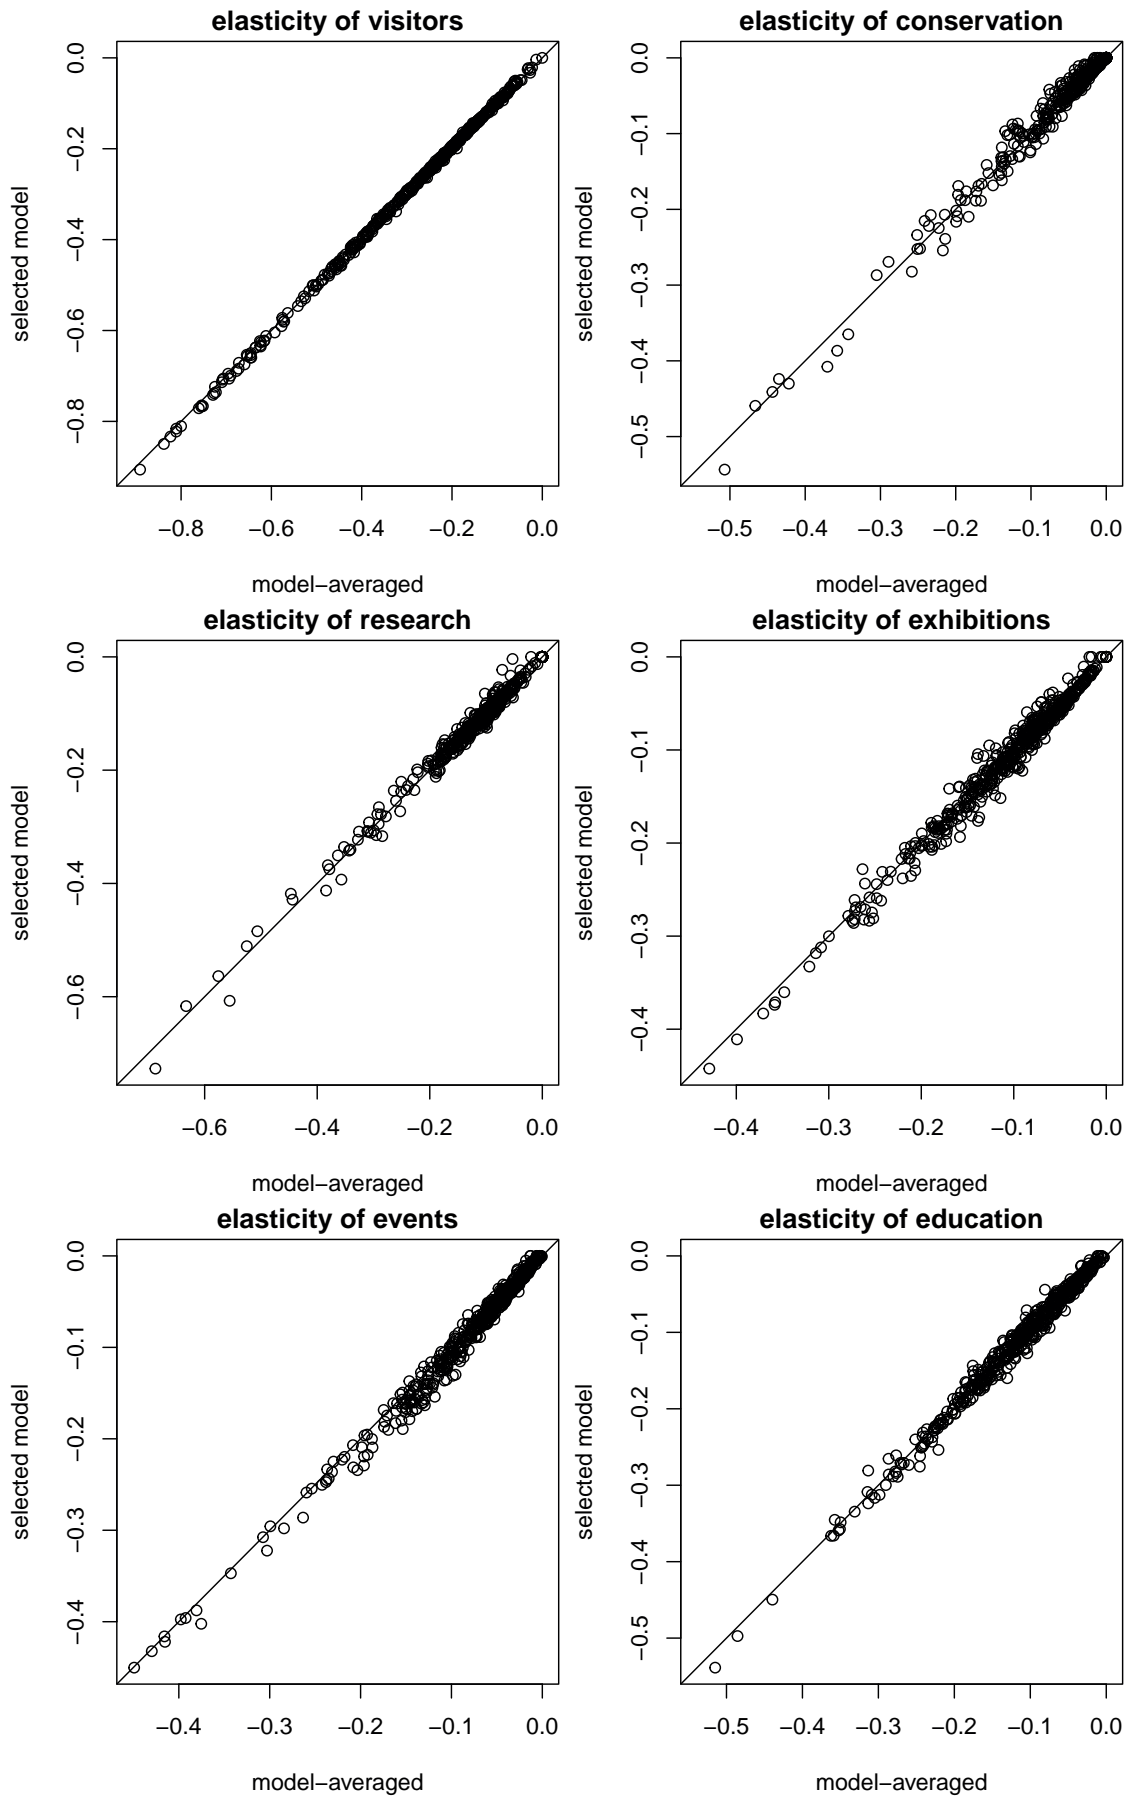 elasticity of visitors
0.0
−0.2
−0.4
−0.6
−0.8
selected model
−0.8 −0.6 −0.4 −0.2 0.0
model−averaged
elasticity of conservation
0.0
−0.1
−0.2
−0.3
−0.4
−0.5
selected model
−0.5 −0.4 −0.3 −0.2 −0.1 0.0
model−averaged
elasticity of research
0.0
−0.2
−0.4
−0.6
selected model
−0.6 −0.4 −0.2 0.0
model−averaged
elasticity of exhibitions
0.0
−0.1
−0.2
−0.3
−0.4
selected model
−0.4 −0.3 −0.2 −0.1 0.0
model−averaged
elasticity of events
0.0
−0.1
−0.2
−0.3
−0.4
selected model
−0.4 −0.3 −0.2 −0.1 0.0
model−averaged
elasticity of education
0.0
−0.1
−0.2
−0.3
−0.4
−0.5
selected model
−0.5 −0.4 −0.3 −0.2 −0.1 0.0
model−averaged